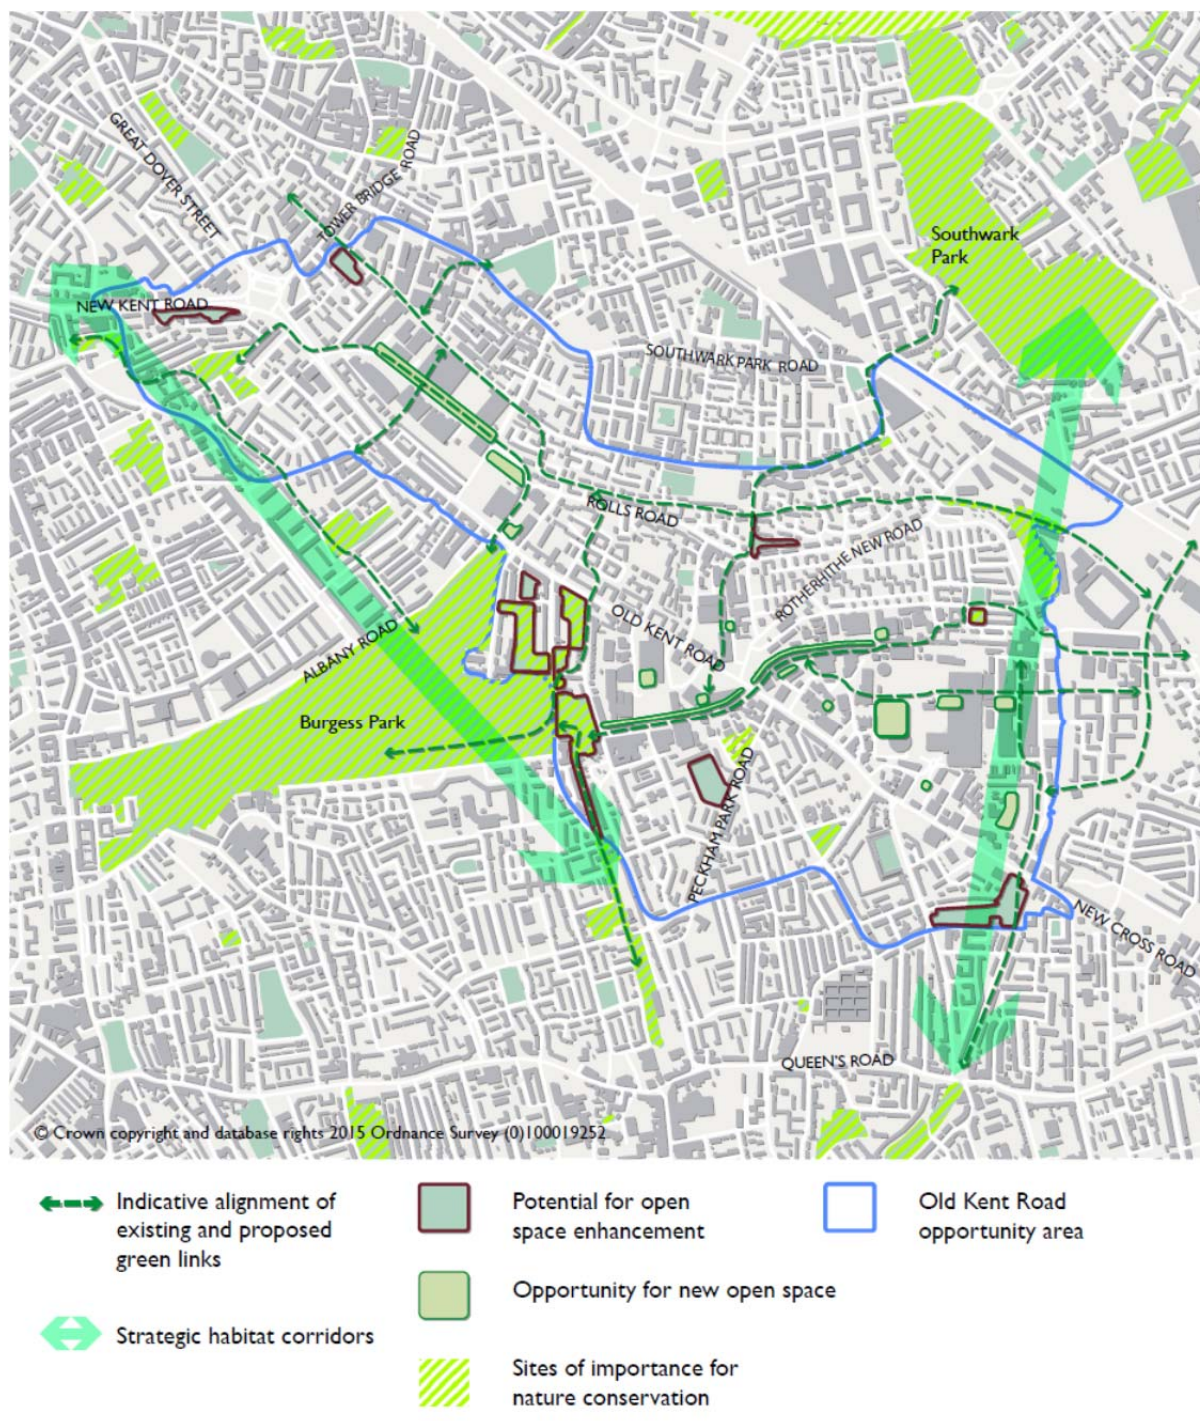 GREAT DOVER STREET
TOWER BRIDGE ROAD
Southwark
Park
NEW KENT ROAD
SOUTHWARK PARK ROAD
ROLLS ROAD
ROTHERHITHE NEW ROAD
OLD KENT ROAD
ALBANY ROAD
Burgess Park
PECKHAM PARK ROAD
NEW CROSS ROAD
QUEEN'S ROAD
© Crown copyright and database rights 2015 Ordnance Survey (0)100019252
Indicative alignment of
existing and proposed
green links
Strategic habitat corridors
Potential for open
space enhancement
Opportunity for new open space
Sites of importance for
nature conservation
Old Kent Road
opportunity area